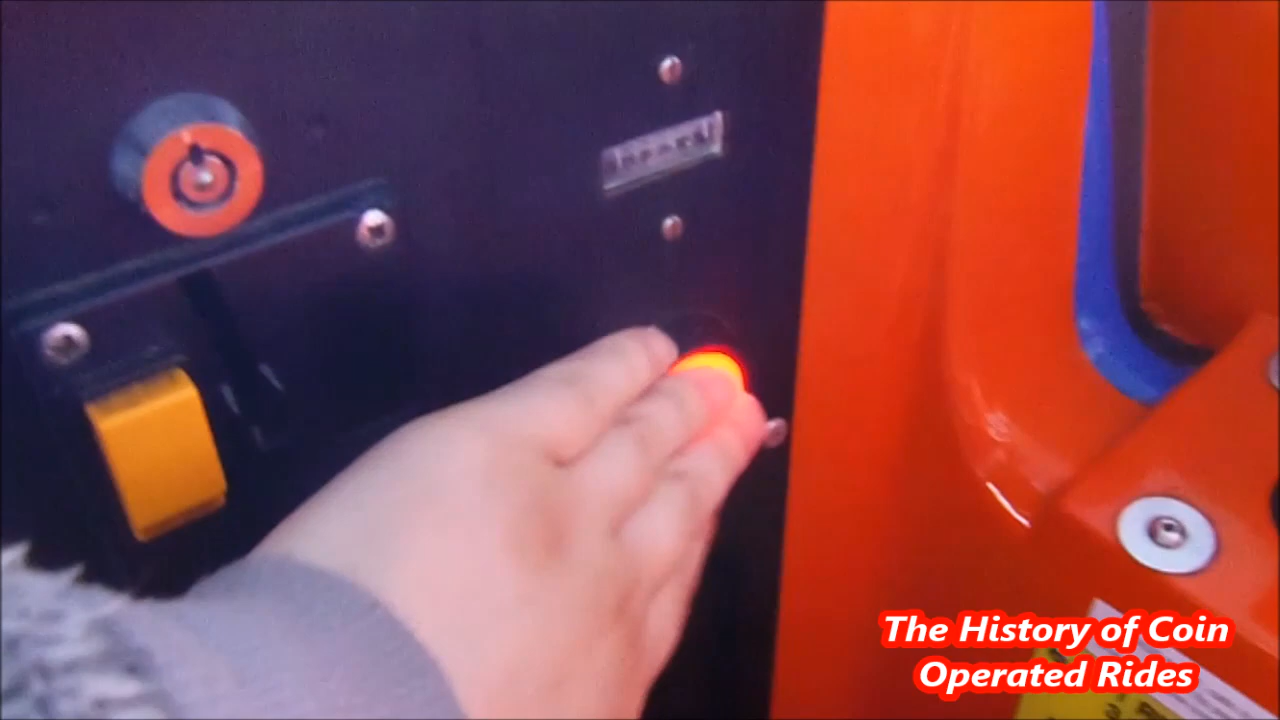 The History of Coin
Operated Rides